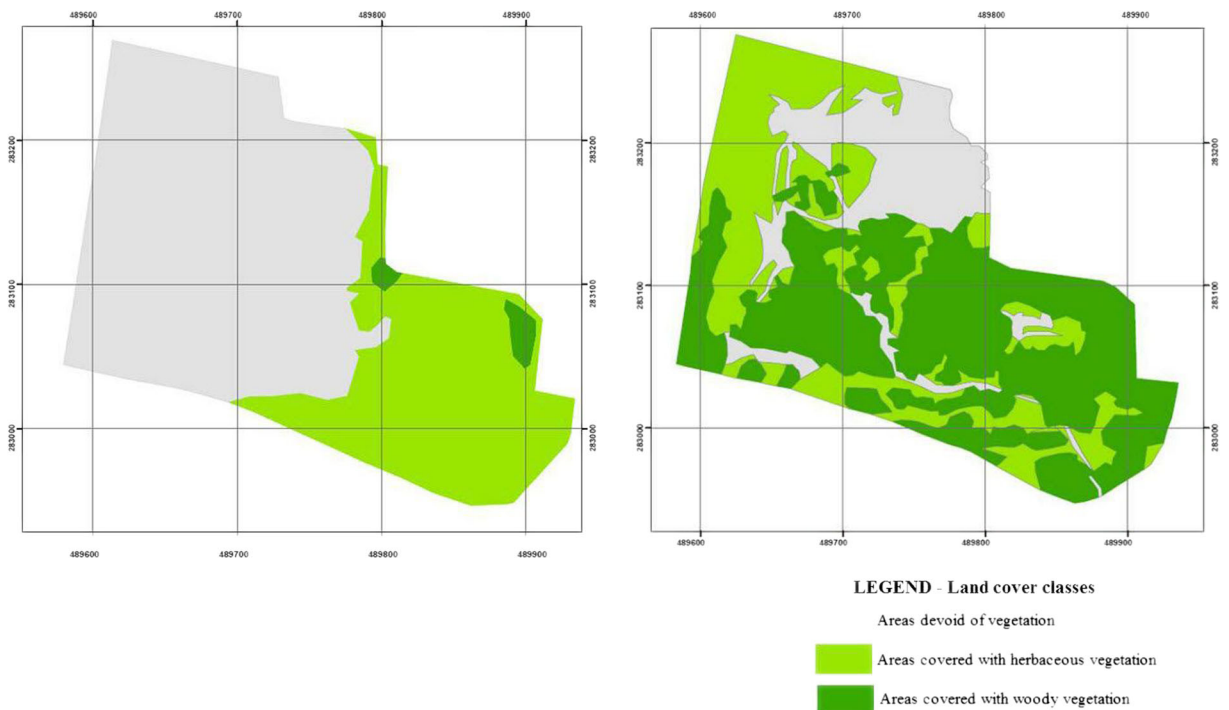 489600 489700 489800 489900
283200 283200
283100 283100
283000 283000
489600 489700 489800 489900
489600 489700 489800 489900
283200 283200
283100 283100
283000 283000
489600 489700 489800 489900
LEGEND - Land cover classes
Areas devoid of vegetation
Areas covered with herbaceous vegetation
Areas covered with woody vegetation